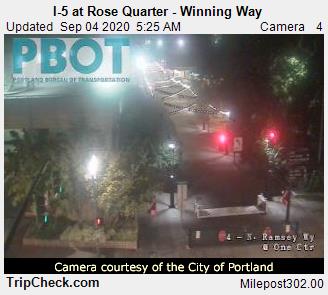 I-5 at Rose Quarter - Winning Way
Updated Sep 04 2020 5:25 AM Camera 4
PBOT
PORTLAND BUREAU OF TRANSPORTATION
4 - N. Ramsey Wy
@ One Ctr
Camera courtesy of the City of Portland
TripCheck.com Milepost302.00